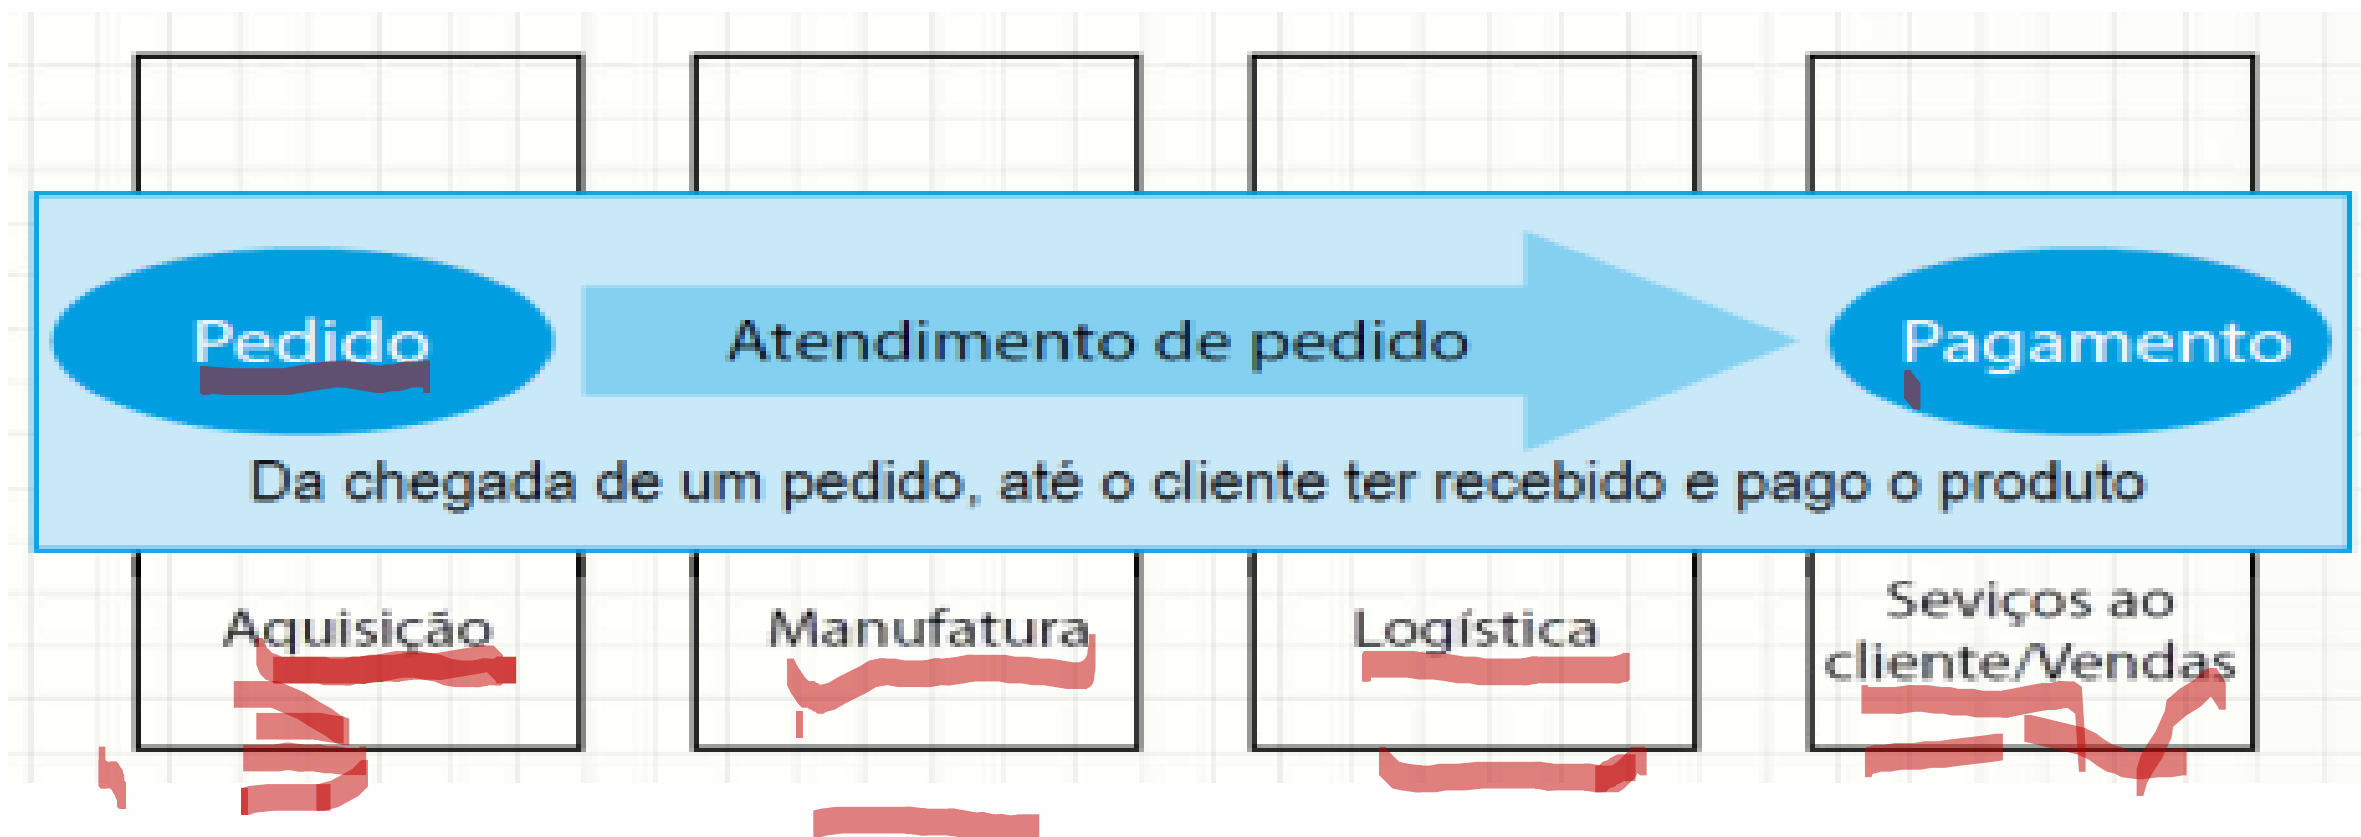 Pedido
Atendimento de pedido
Pagamento
Da chegada de um pedido, até o cliente ter recebido e pago o produto
Aquisição
Manufatura
Logística
Seviços ao
cliente/Vendas